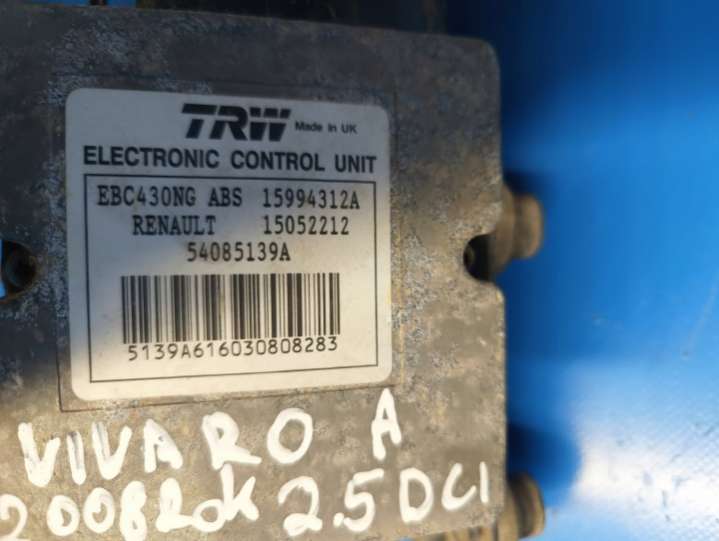 TRW Made in UK
ELECTRONIC CONTROL UNIT
EBC430NG ABS 15994312A
RENAULT 15052212
54085139A
5139A616030808283
VIVARO A
2008 ROK 2.5 DCI